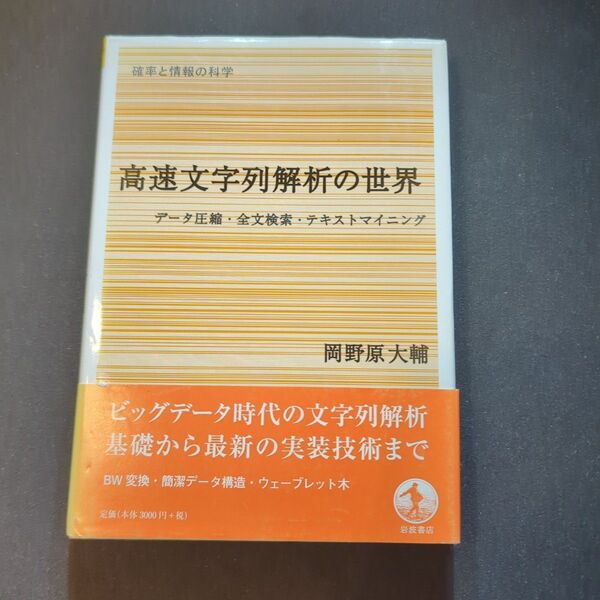 確率と情報の科学
高速文字列解析の世界
データ圧縮・全文検索・テキストマイニング
岡野原大輔
ビッグデータ時代の文字列解析
基礎から最新の実装技術まで
BW 変換・簡潔データ構造・ウェーブレット木
定価(本体3000円+税)
岩波書店